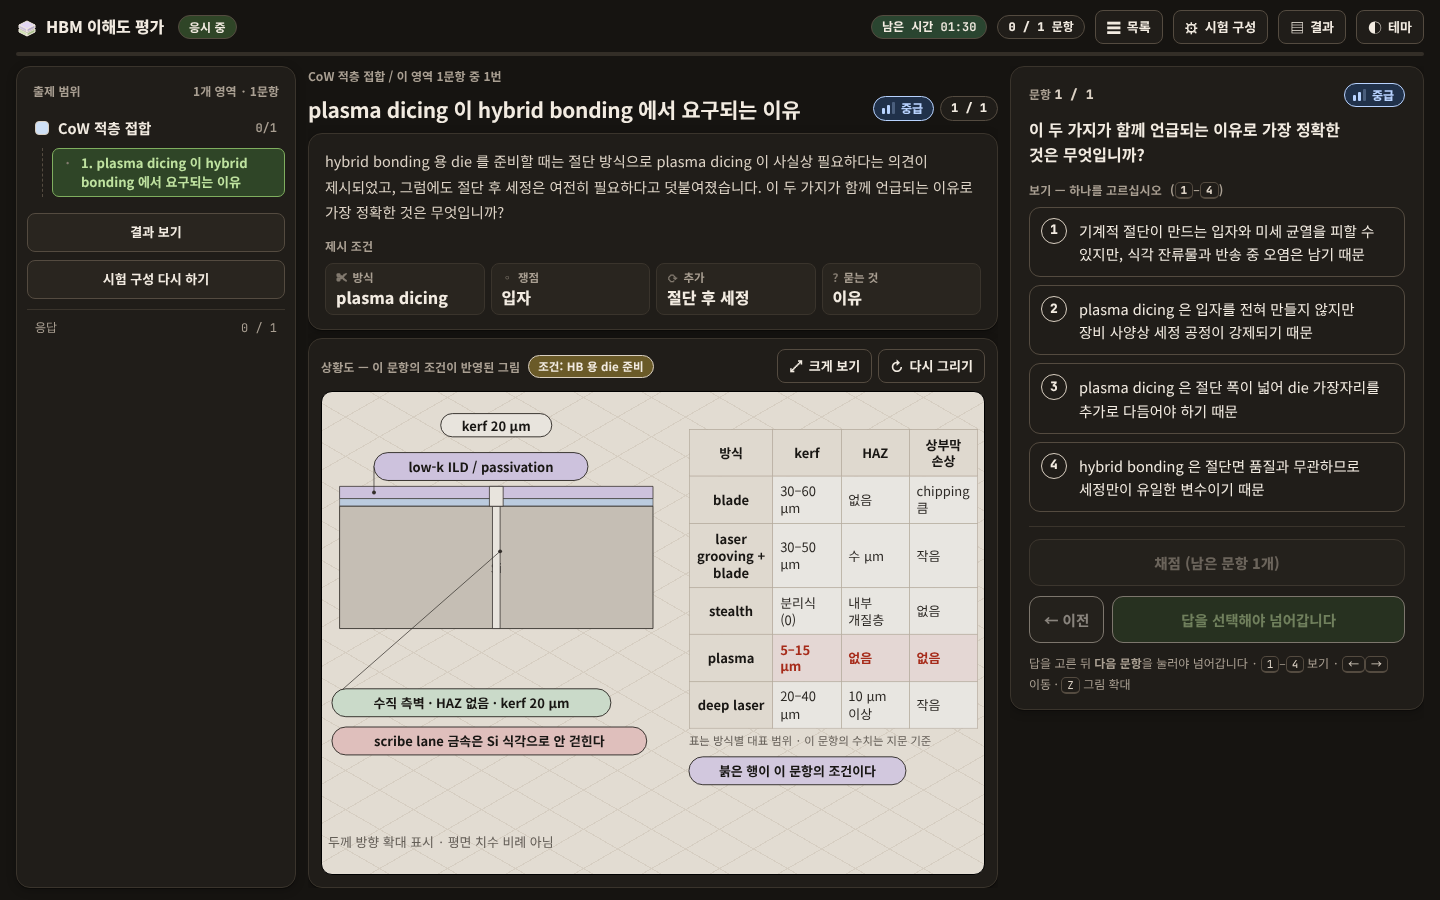 HBM 이해도 평가
응시 중
남은 시간 01:30
0 / 1 문항
목록
시험 구성
결과
테마
출제 범위
1개 영역 · 1문항
CoW 적층 접합
0/1
1. plasma dicing 이 hybrid
bonding 에서 요구되는 이유
결과 보기
시험 구성 다시 하기
응답
0 / 1
CoW 적층 접합 / 이 영역 1문항 중 1번
plasma dicing 이 hybrid bonding 에서 요구되는 이유
중급
1 / 1
hybrid bonding 용 die 를 준비할 때는 절단 방식으로 plasma dicing 이 사실상 필요하다는 의견이
제시되었고, 그럼에도 절단 후 세정은 여전히 필요하다고 덧붙여졌습니다. 이 두 가지가 함께 언급되는 이유로
가장 정확한 것은 무엇입니까?
제시 조건
방식
plasma dicing
쟁점
입자
추가
절단 후 세정
? 묻는 것
이유
상황도 — 이 문항의 조건이 반영된 그림
조건: HB 용 die 준비
크게 보기
다시 그리기
kerf 20 µm
low-k ILD / passivation
수직 측벽 · HAZ 없음 · kerf 20 µm
scribe lane 금속은 Si 식각으로 안 걷힌다
두께 방향 확대 표시 · 평면 치수 비례 아님
방식 kerf HAZ 상부막
손상
blade 30–60
µm 없음 chipping
큼
laser
grooving +
blade 30–50
µm 수 µm 작음
stealth 분리식
(0) 내부
개질층 없음
plasma 5–15
µm 없음 없음
deep laser 20–40
µm 10 µm
이상 작음
표는 방식별 대표 범위 · 이 문항의 수치는 지문 기준
붉은 행이 이 문항의 조건이다
문항 1 / 1
중급
이 두 가지가 함께 언급되는 이유로 가장 정확한
것은 무엇입니까?
보기 — 하나를 고르십시오 (1–4)
1 기계적 절단이 만드는 입자와 미세 균열을 피할 수
있지만, 식각 잔류물과 반송 중 오염은 남기 때문
2 plasma dicing 은 입자를 전혀 만들지 않지만
장비 사양상 세정 공정이 강제되기 때문
3 plasma dicing 은 절단 폭이 넓어 die 가장자리를
추가로 다듬어야 하기 때문
4 hybrid bonding 은 절단면 품질과 무관하므로
세정만이 유일한 변수이기 때문
채점 (남은 문항 1개)
← 이전
답을 선택해야 넘어갑니다
답을 고른 뒤 다음 문항을 눌러야 넘어갑니다 · 1–4 보기 · ← →
이동 · Z 그림 확대